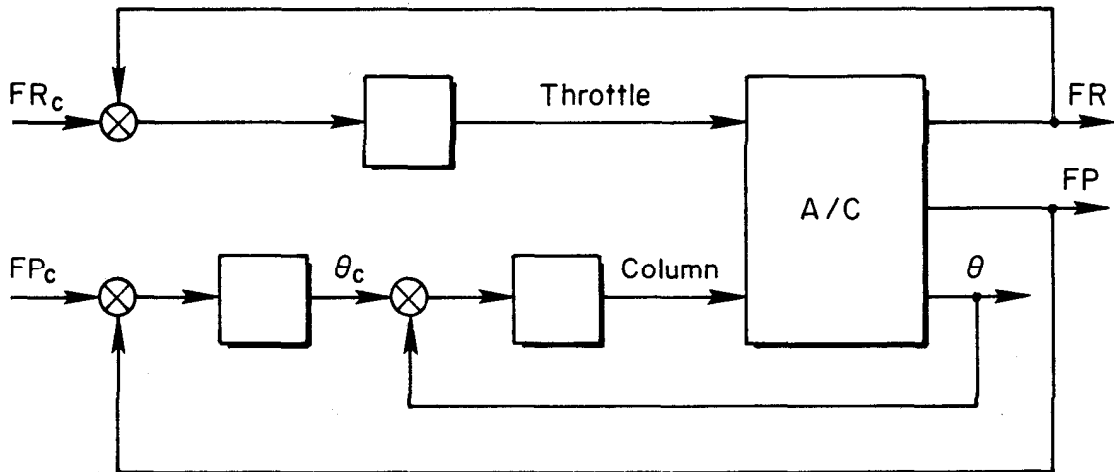 FRc
Throttle
FR
FP
A/C
FPc
θc
Column
θ